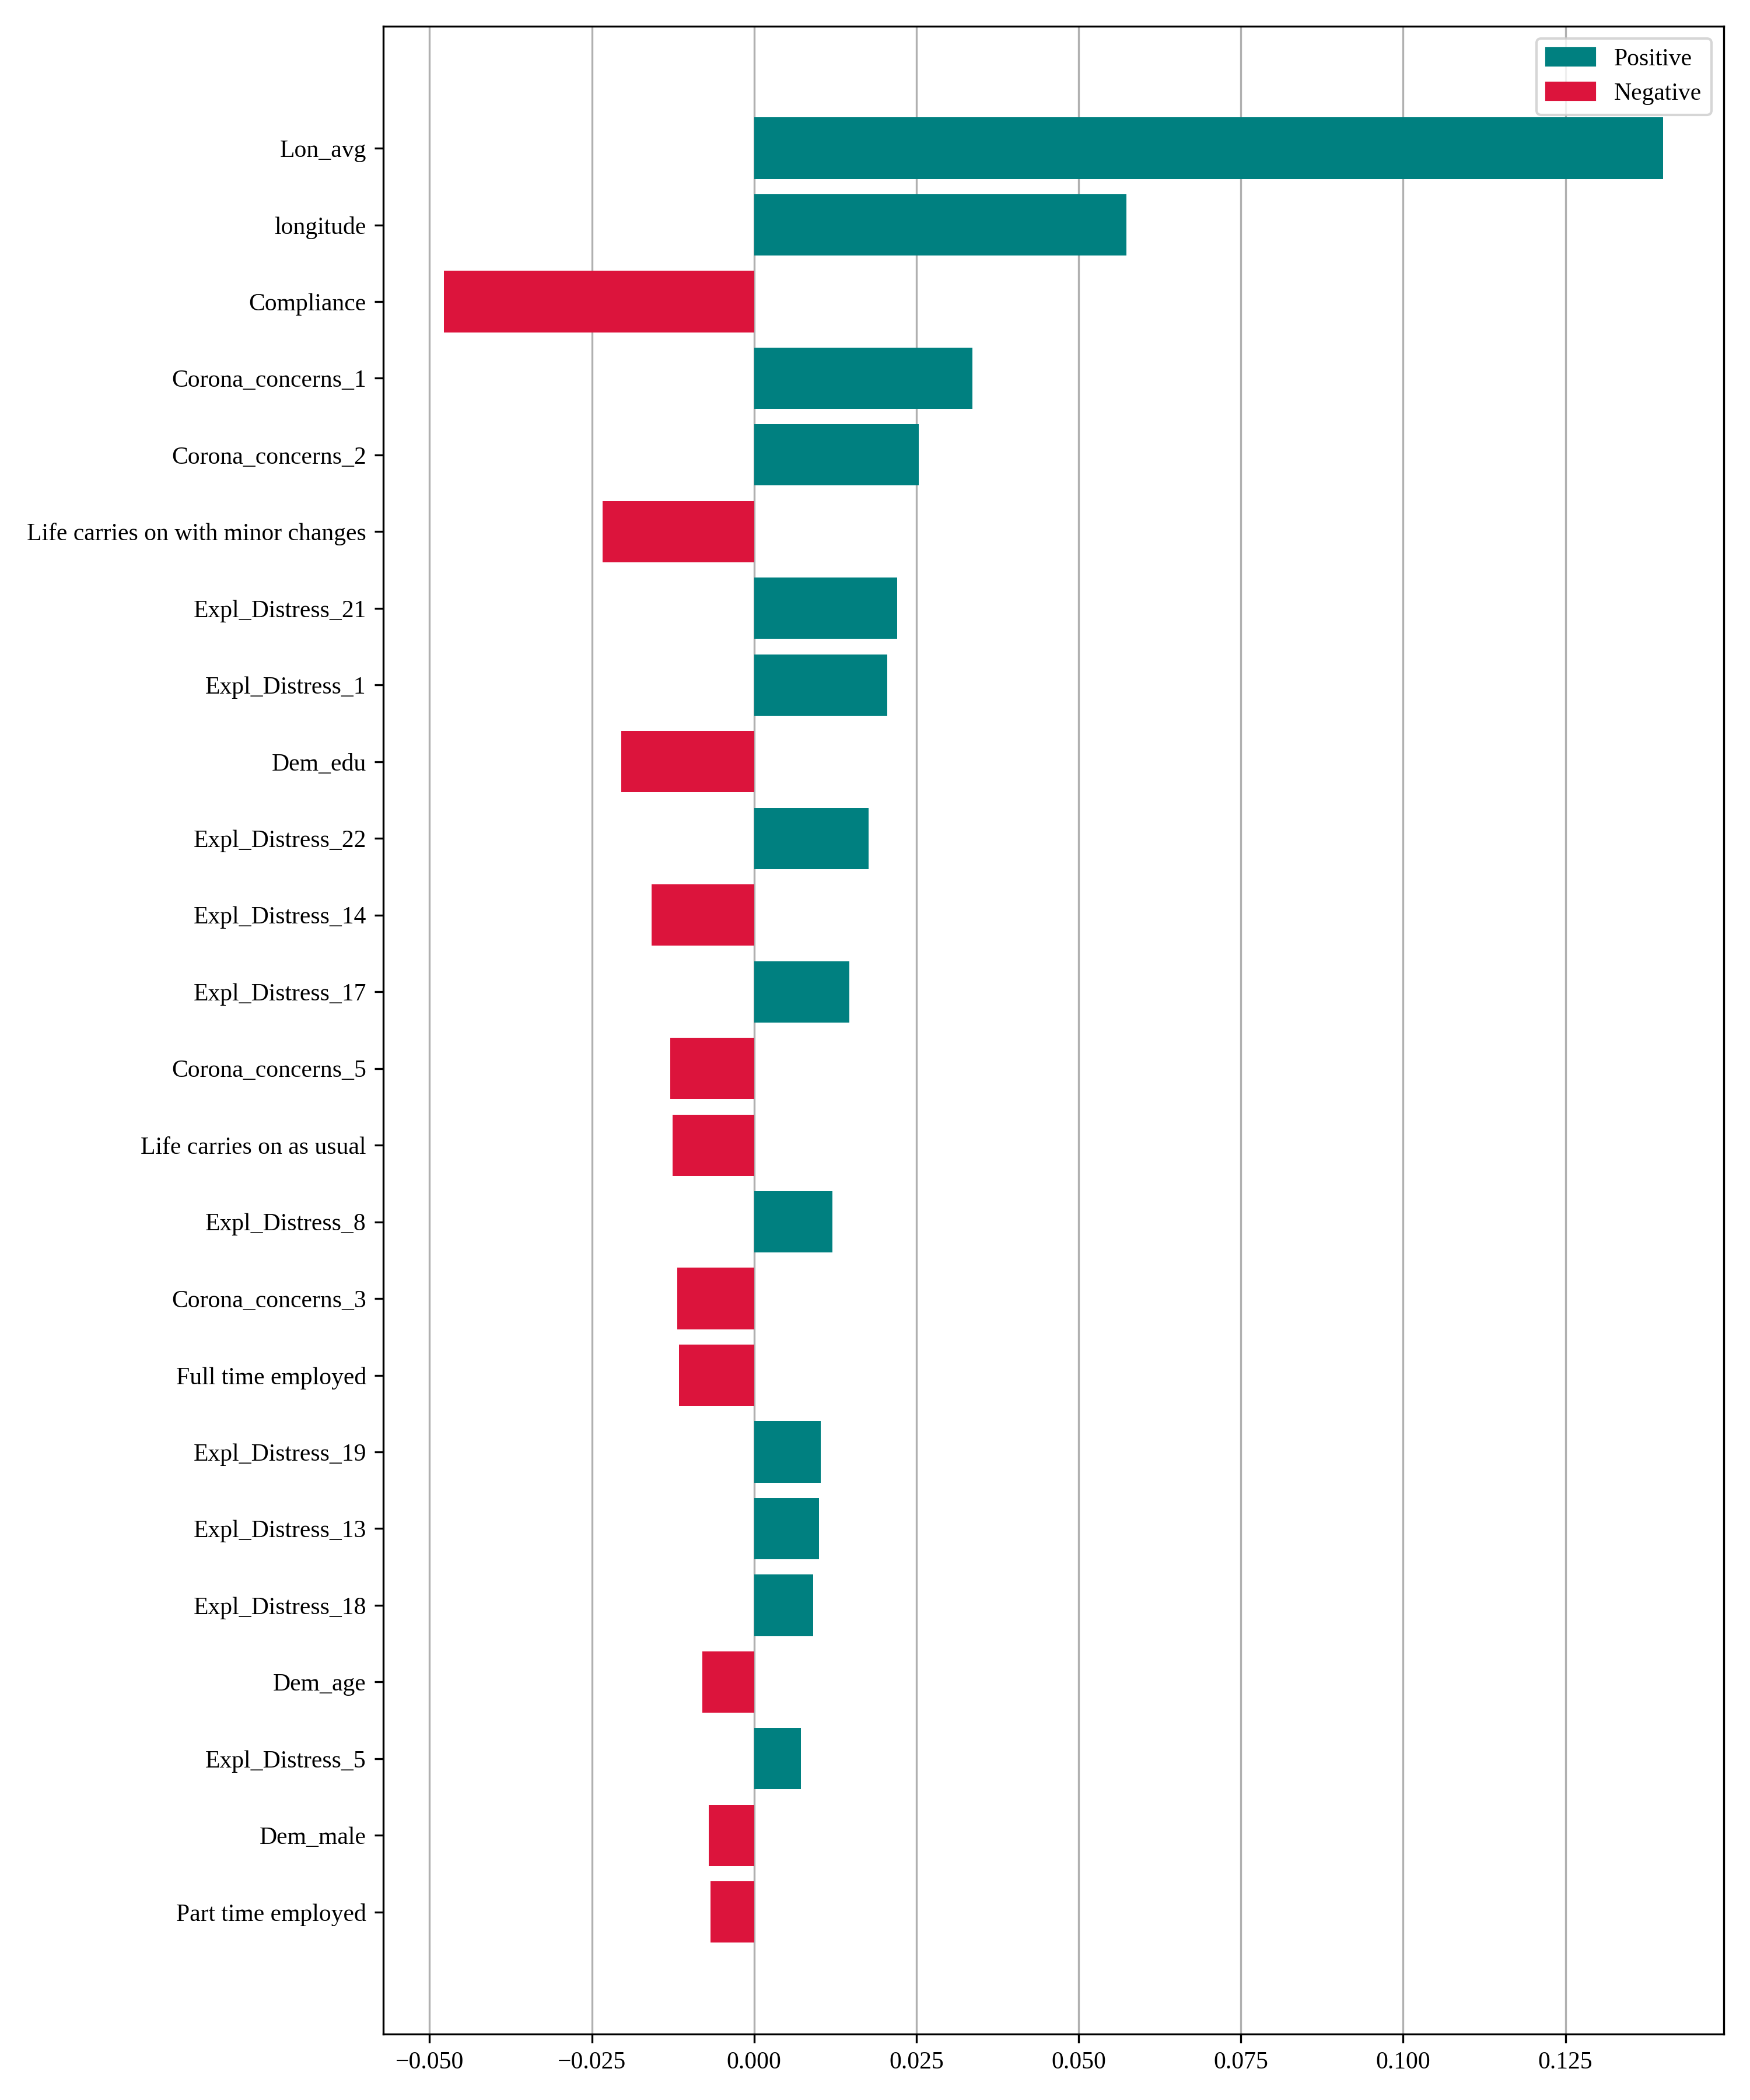 Positive
Negative
Lon_avg
longitude
Compliance
Corona_concerns_1
Corona_concerns_2
Life carries on with minor changes
Expl_Distress_21
Expl_Distress_1
Dem_edu
Expl_Distress_22
Expl_Distress_14
Expl_Distress_17
Corona_concerns_5
Life carries on as usual
Expl_Distress_8
Corona_concerns_3
Full time employed
Expl_Distress_19
Expl_Distress_13
Expl_Distress_18
Dem_age
Expl_Distress_5
Dem_male
Part time employed
−0.050 −0.025 0.000 0.025 0.050 0.075 0.100 0.125